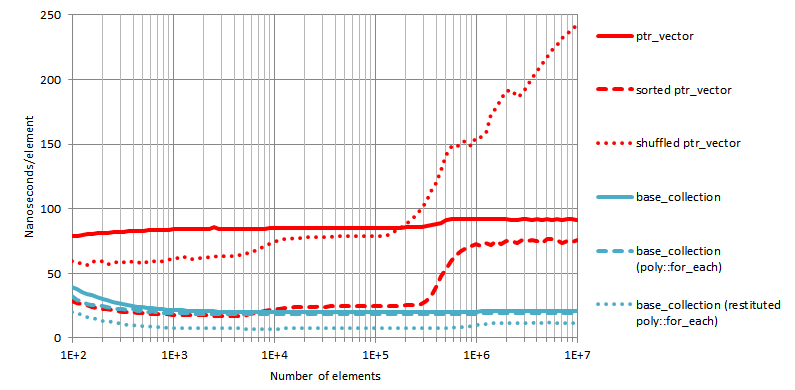 250
200
150
100
50
0
Nanoseconds/element
1E+2
1E+3
1E+4
1E+5
1E+6
1E+7
Number of elements
ptr_vector
sorted ptr_vector
shuffled ptr_vector
base_collection
base_collection
(poly::for_each)
base_collection (restituted
poly::for_each)